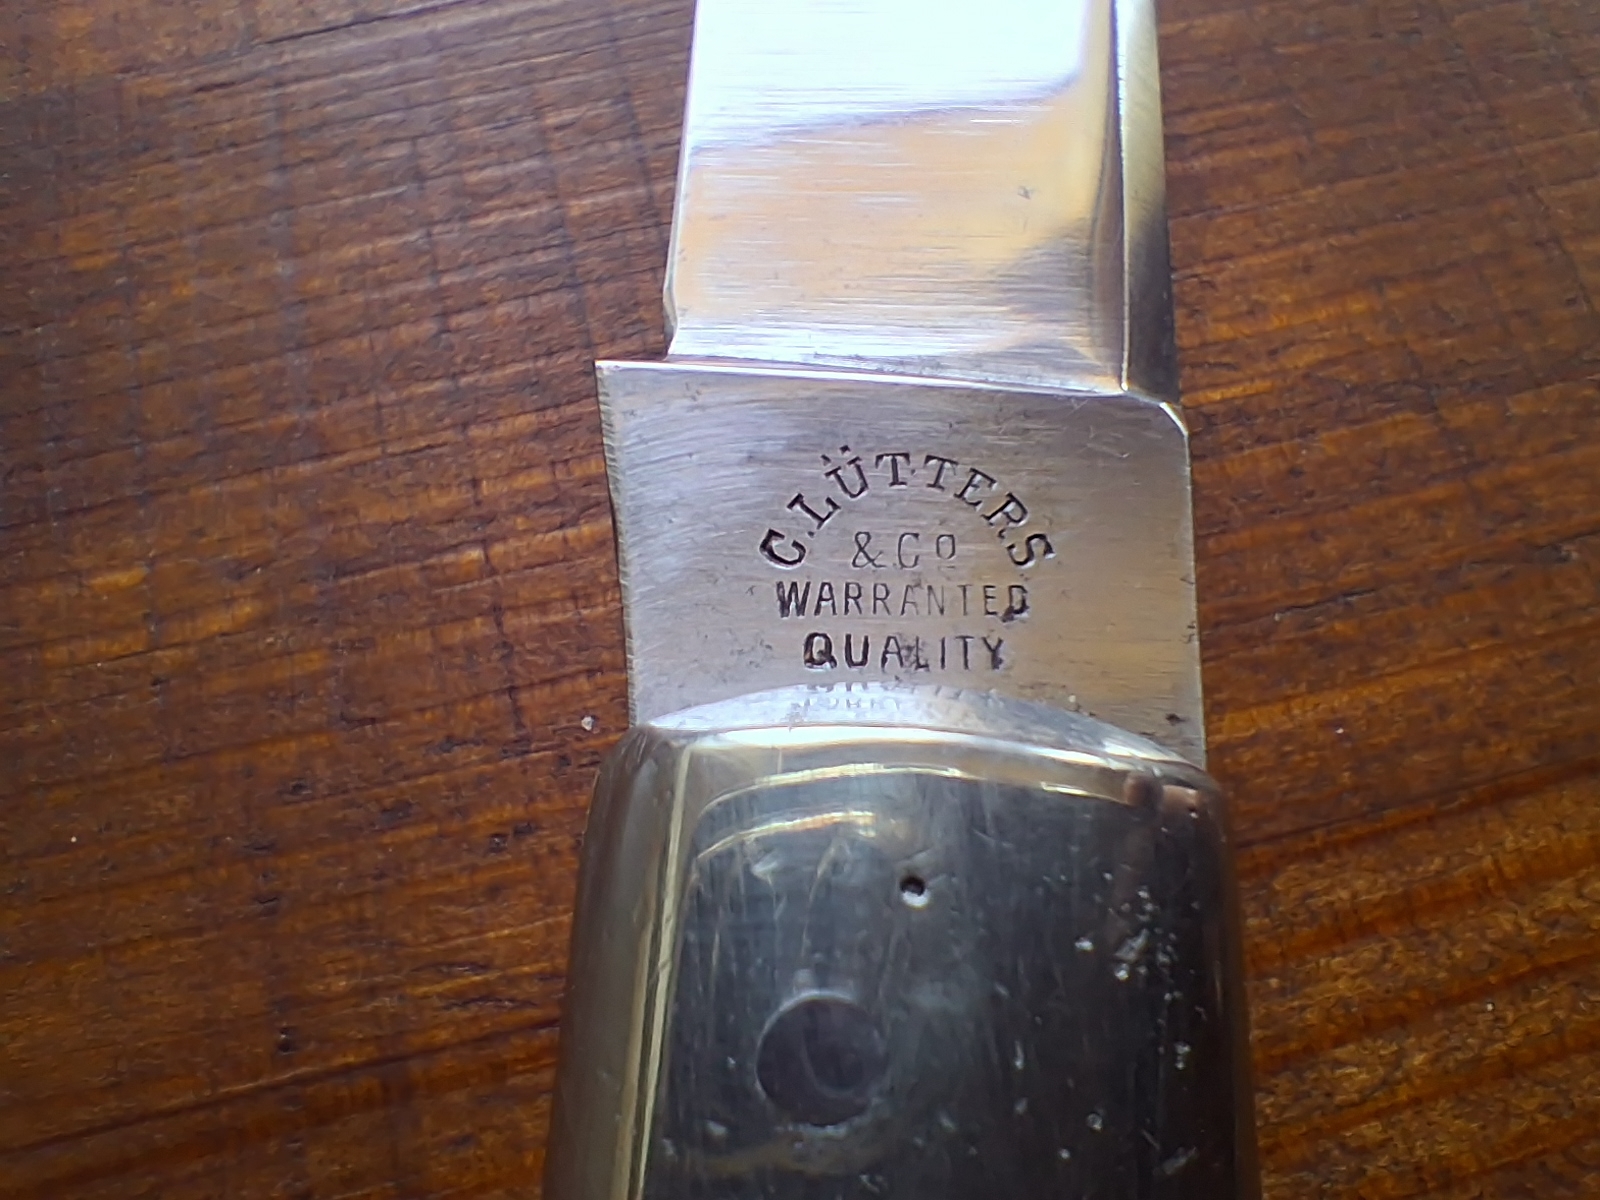 C. LÜTTERS
& Cº
WARRANTED
QUALITY